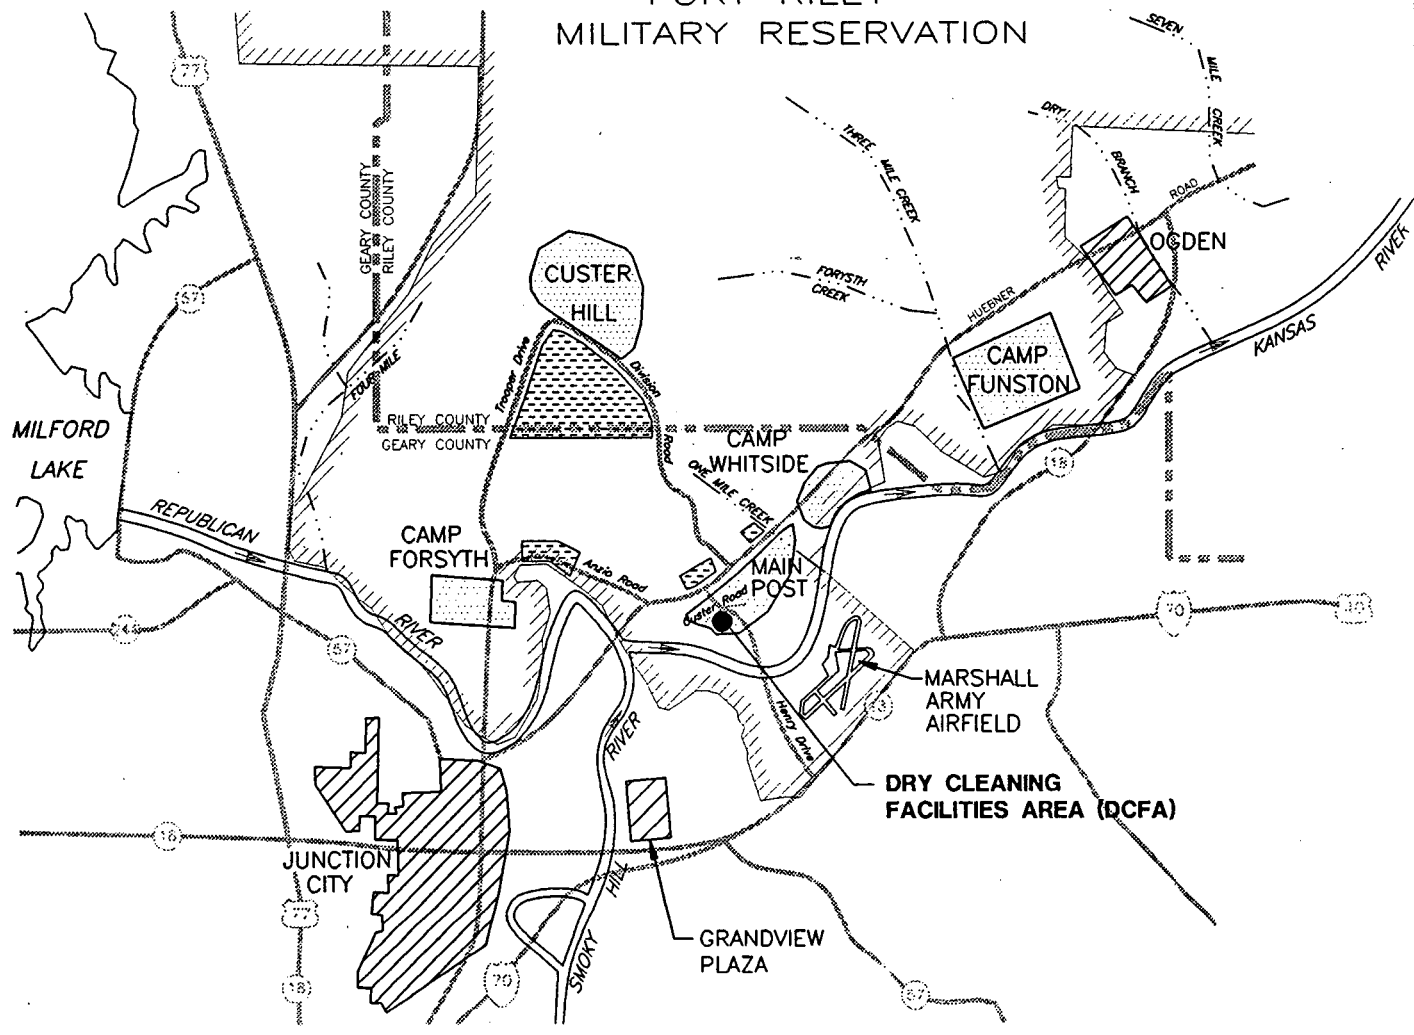 MILITARY RESERVATION
SEVEN
MILE
CREEK
77
DRY
BRANCH
THREE
MILE CREEK
ROAD
GEARY COUNTY
RILEY COUNTY
OGDEN
RIVER
KANSAS
CUSTER
HILL
FORYSTH
CREEK
57
HUEBNER
CAMP
FUNSTON
Trooper Drive
Division
Road
FOUR MILE
RILEY COUNTY
GEARY COUNTY
MILFORD
LAKE
CAMP
WHITSIDE
ONE MILE CREEK
18
REPUBLICAN
RIVER
CAMP
FORSYTH
Anzio Road
MAIN
POST
Custer Road
70
57
MARSHALL
ARMY
AIRFIELD
Henry Drive
RIVER
DRY CLEANING
FACILITIES AREA (DCFA)
18
JUNCTION
CITY
HILL
SMOKY
GRANDVIEW
PLAZA
77
18
70
57